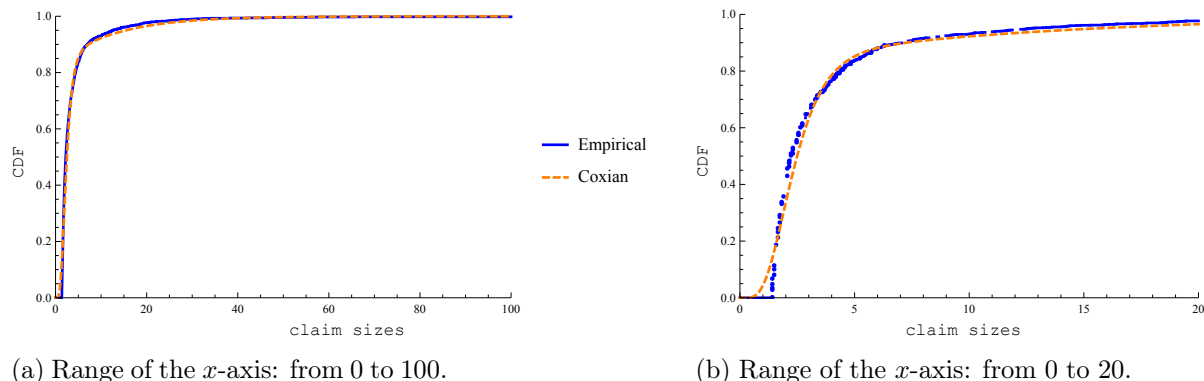 1.0
0.8
0.6
0.4
0.2
0.0
CDF
0
20
40
60
80
100
claim sizes
Empirical
Coxian
1.0
0.8
0.6
0.4
0.2
0.0
CDF
0
5
10
15
20
claim sizes
(a) Range of the x-axis: from 0 to 100.
(b) Range of the x-axis: from 0 to 20.